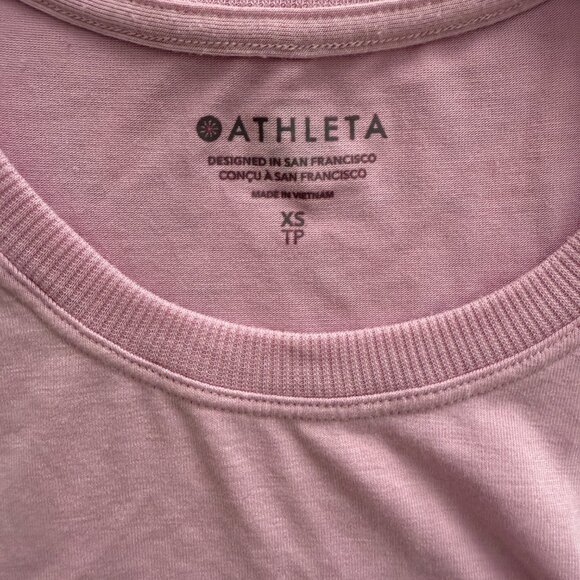 ATHLETA
DESIGNED IN SAN FRANCISCO
CONÇU À SAN FRANCISCO
MADE IN VIETNAM
XS
TP